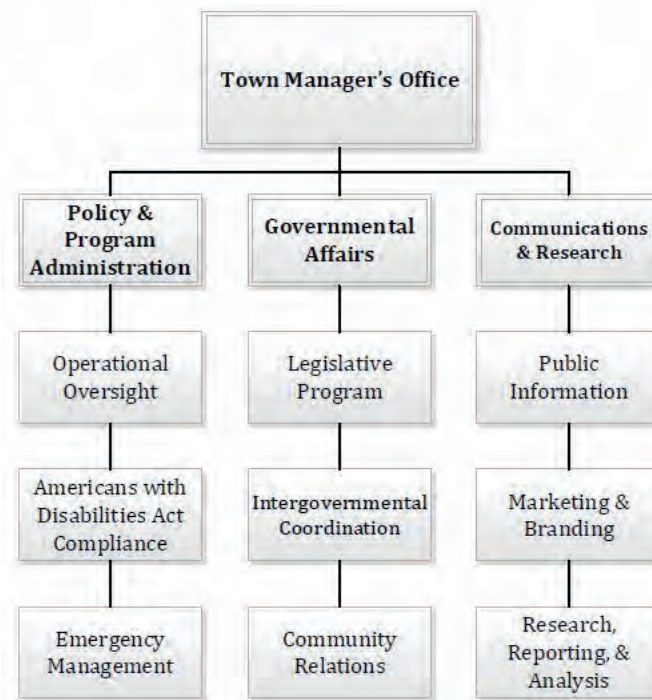 Town Manager's Office
Policy &
Program
Administration
Governmental
Affairs
Communications
& Research
Operational
Oversight
Legislative
Program
Public
Information
Americans with
Disabilities Act
Compliance
Intergovernmental
Coordination
Marketing &
Branding
Emergency
Management
Community
Relations
Research,
Reporting, &
Analysis